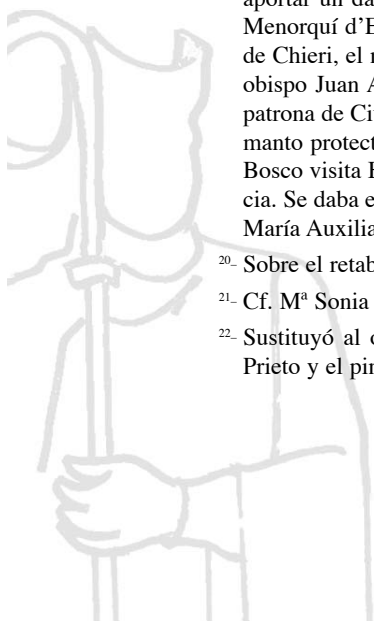 aportar un da
Menorquí d’E
de Chieri, el
obispo Juan A
patrona de Ci
manto protect
Bosco visita
cia. Se daba e
María Auxilia
20- Sobre el retab
21- Cf. Mª Sonia
22- Sustituyó al
Prieto y el pin